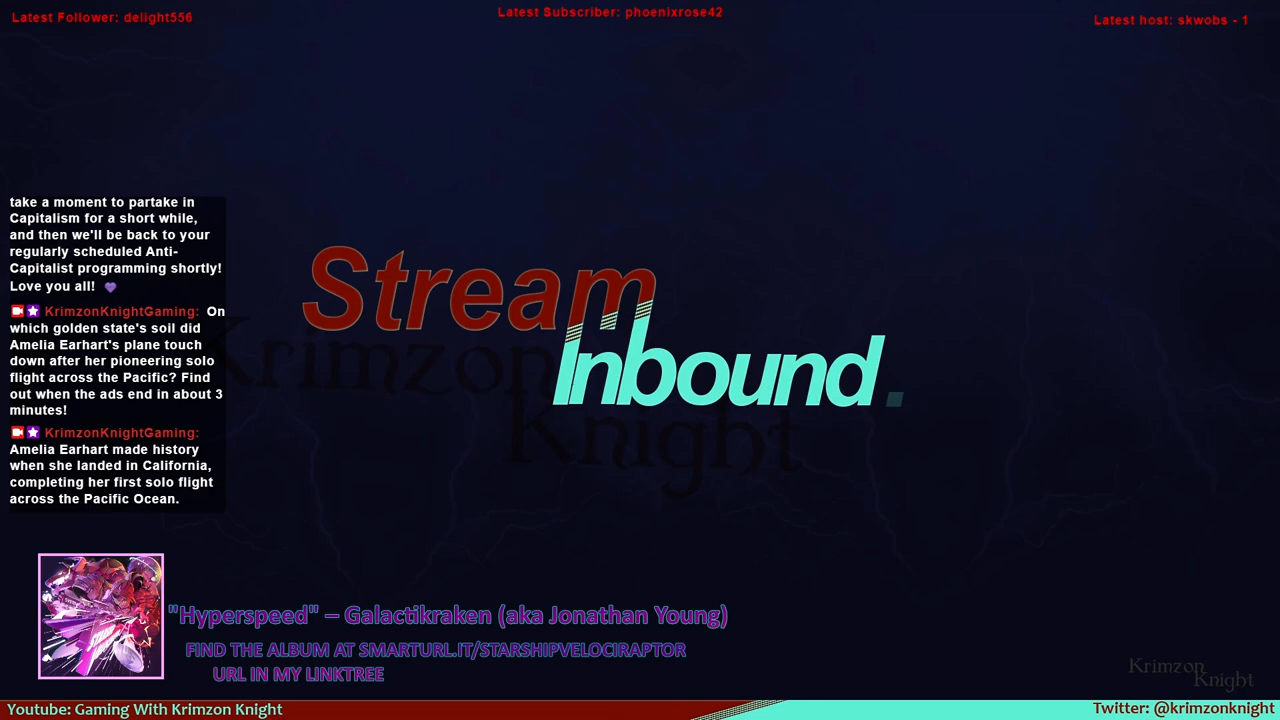 Latest Follower: delight556
Latest Subscriber: phoenixrose42
Latest host: skwobs - 1
take a moment to partake in
Capitalism for a short while,
and then we'll be back to your
regularly scheduled Anti-
Capitalist programming shortly!
Love you all!
KrimzonKnightGaming: On
which golden state's soil did
Amelia Earhart's plane touch
down after her pioneering solo
flight across the Pacific? Find
out when the ads end in about 3
minutes!
KrimzonKnightGaming:
Amelia Earhart made history
when she landed in California,
completing her first solo flight
across the Pacific Ocean.
Stream
Inbound.
Krimzon
Knight
"Hyperspeed" – Galactikraken (aka Jonathan Young)
FIND THE ALBUM AT SMARTURL.IT/STARSHIPVELOCIRAPTOR
URL IN MY LINKTREE
Krimzon
Knight
Youtube: Gaming With Krimzon Knight
Twitter: @krimzonknight